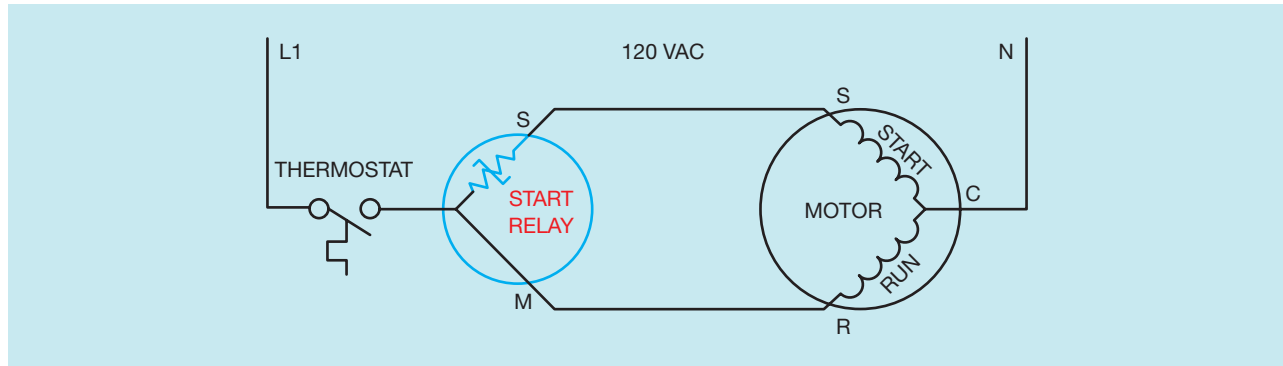 L1
120 VAC
N
S
S
THERMOSTAT
START
START
RELAY
MOTOR
C
RUN
M
R